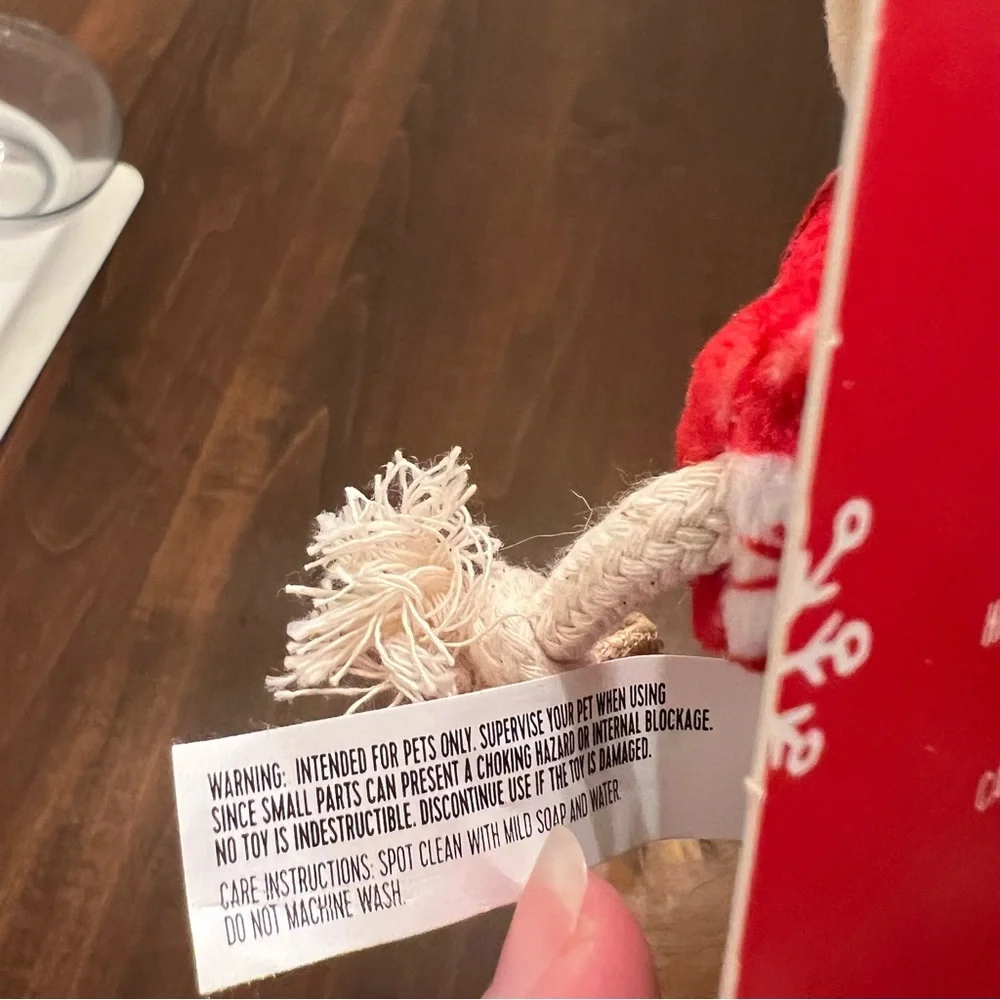 WARNING: INTENDED FOR PETS ONLY. SUPERVISE YOUR PET WHEN USING
SINCE SMALL PARTS CAN PRESENT A CHOKING HAZARD OR INTERNAL BLOCKAGE.
NO TOY IS INDESTRUCTIBLE. DISCONTINUE USE IF THE TOY IS DAMAGED.
CARE INSTRUCTIONS: SPOT CLEAN WITH MILD SOAP AND WATER
DO NOT MACHINE WASH.